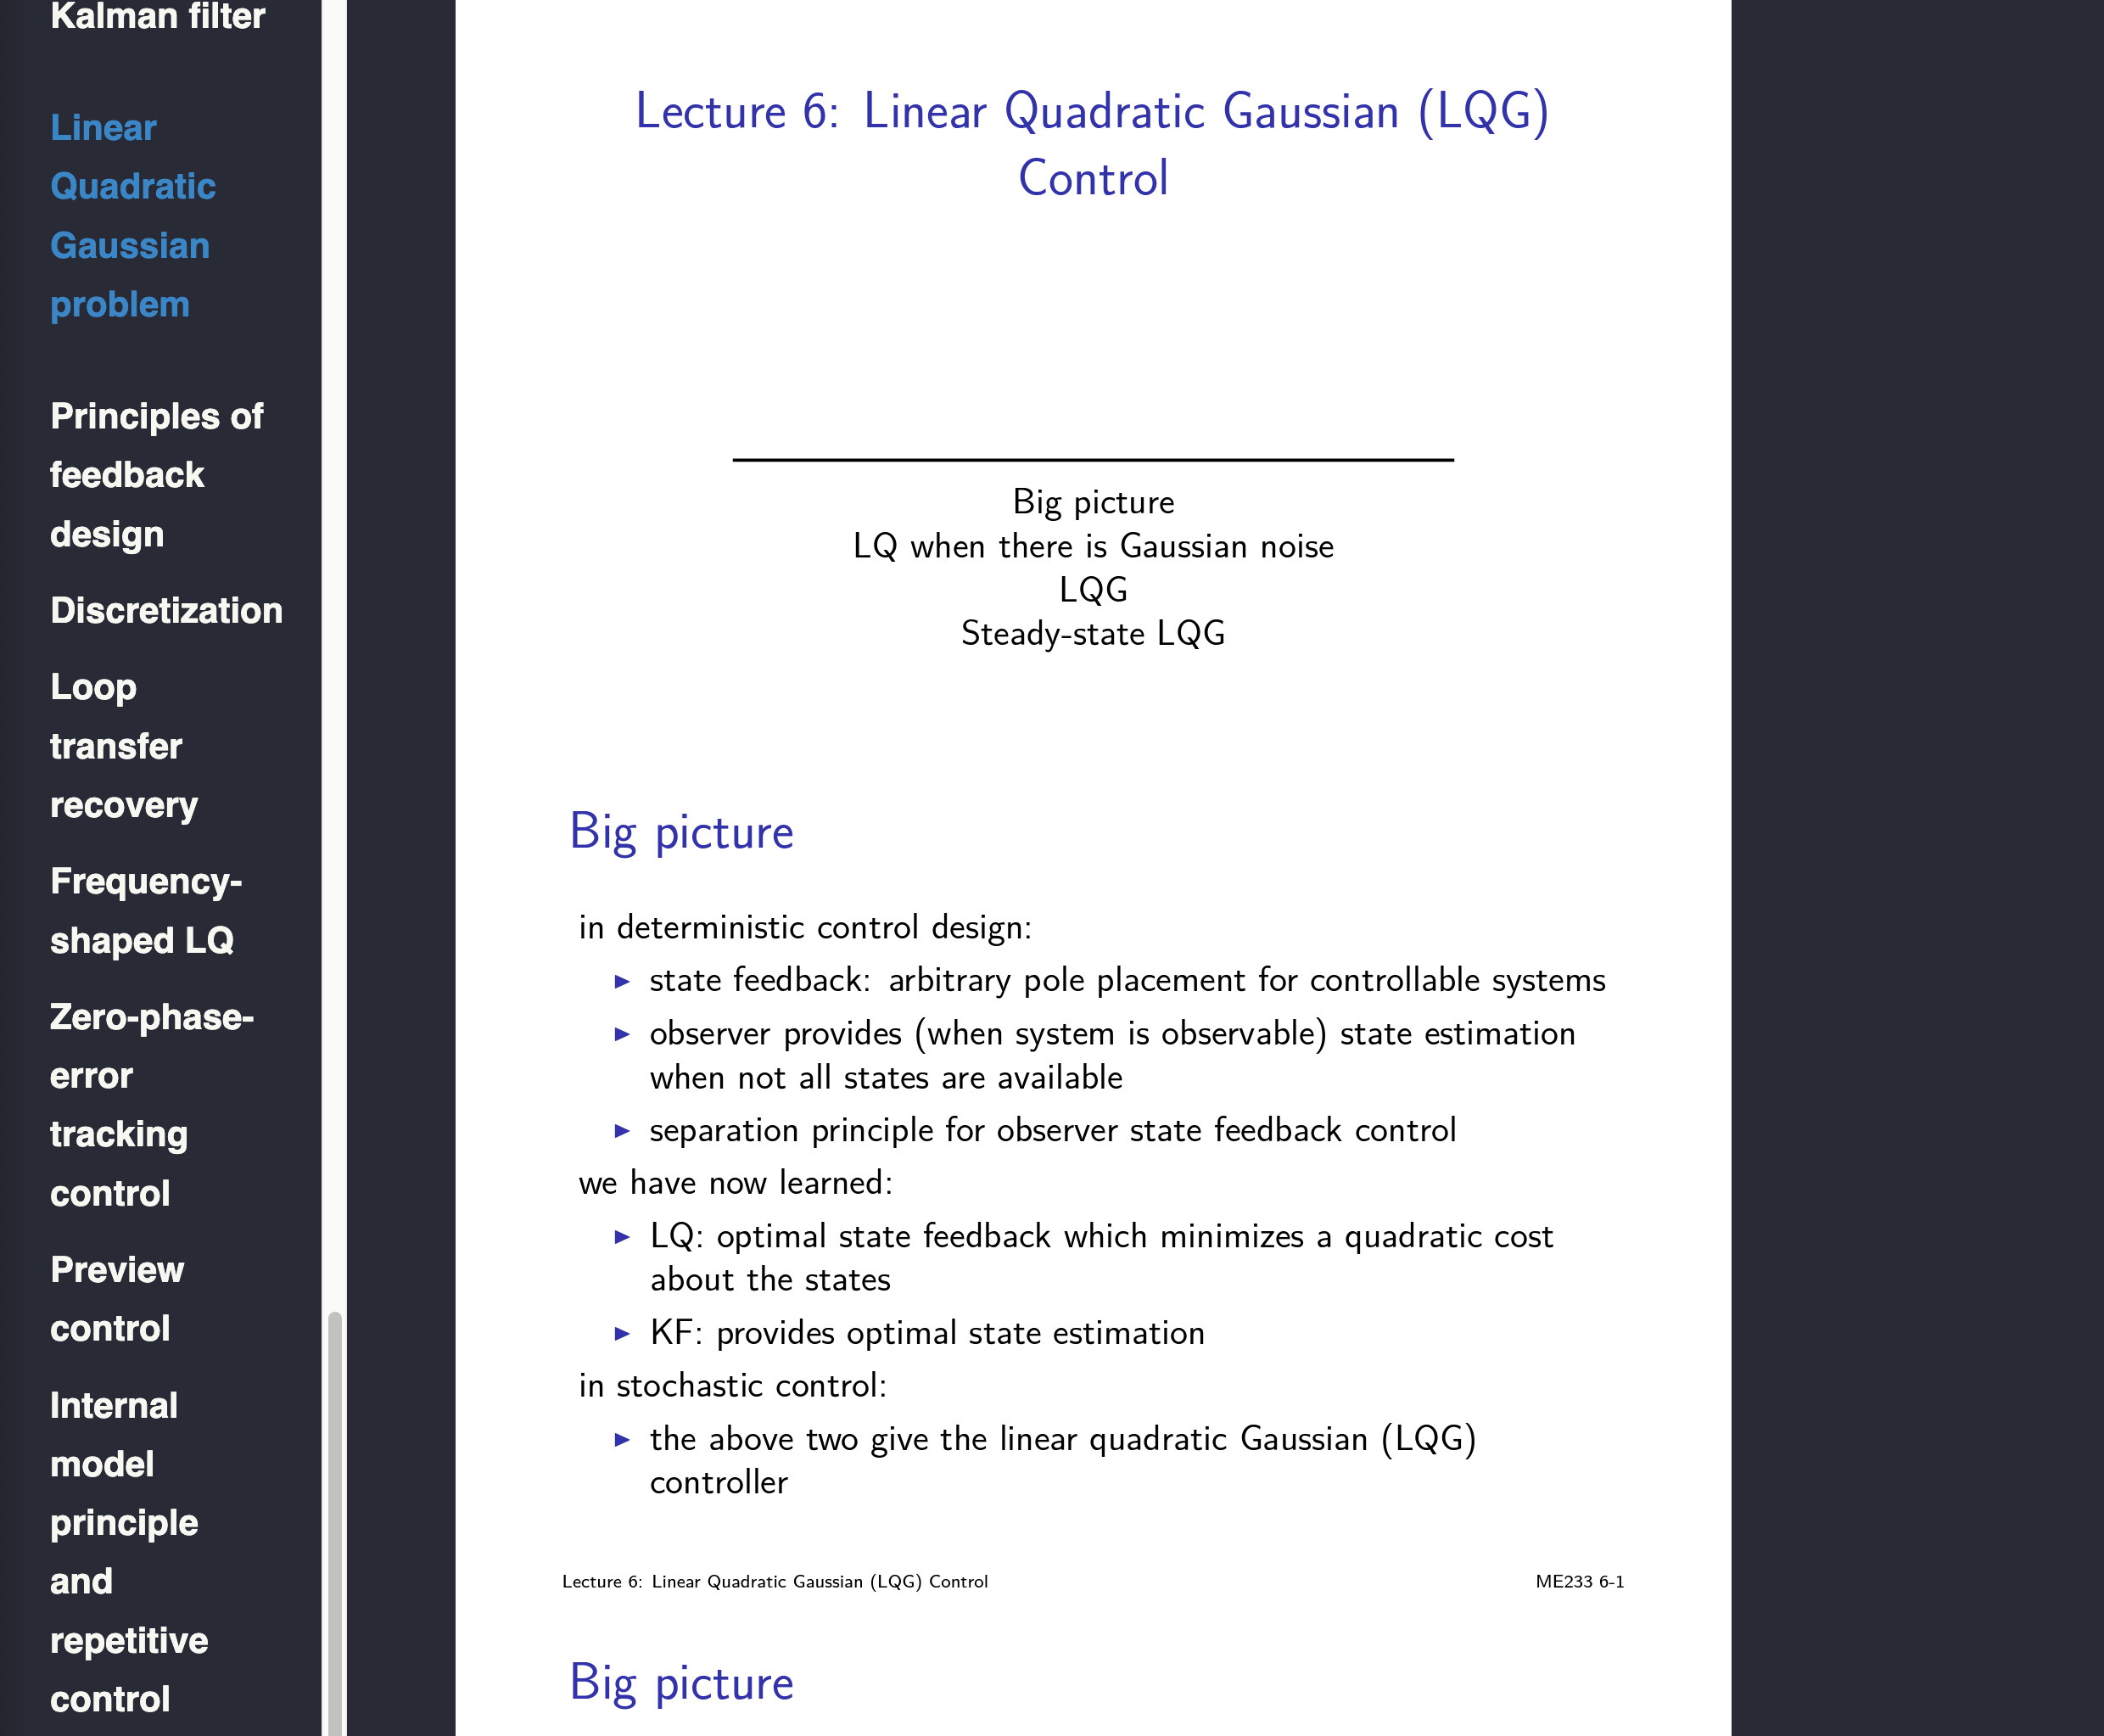 Kalman filter
Linear
Quadratic
Gaussian
problem
Principles of
feedback
design
Discretization
Loop
transfer
recovery
Frequency-
shaped LQ
Zero-phase-
error
tracking
control
Preview
control
Internal
model
principle
and
repetitive
control
Lecture 6: Linear Quadratic Gaussian (LQG)
Control
Big picture
LQ when there is Gaussian noise
LQG
Steady-state LQG
Big picture
in deterministic control design:
▶ state feedback: arbitrary pole placement for controllable systems
▶ observer provides (when system is observable) state estimation
when not all states are available
▶ separation principle for observer state feedback control
we have now learned:
▶ LQ: optimal state feedback which minimizes a quadratic cost
about the states
▶ KF: provides optimal state estimation
in stochastic control:
▶ the above two give the linear quadratic Gaussian (LQG)
controller
Lecture 6: Linear Quadratic Gaussian (LQG) Control
ME233 6-1
Big picture